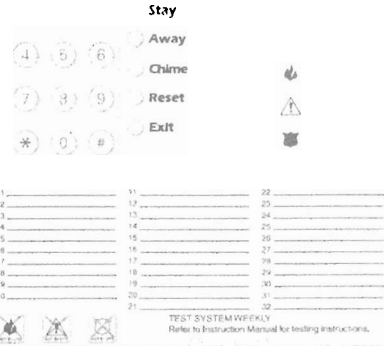 Stay
Away
4 5 6
Chime
7 8 9
Reset
Exit
* 0 #
1 11 22
2 12 23
3 13 24
4 14 25
5 15 26
6 16 27
7 17 28
8 18 29
9 19 30
0 20 31
21 32
TEST SYSTEM WEEKLY
Refer to Instruction Manual for testing instructions.